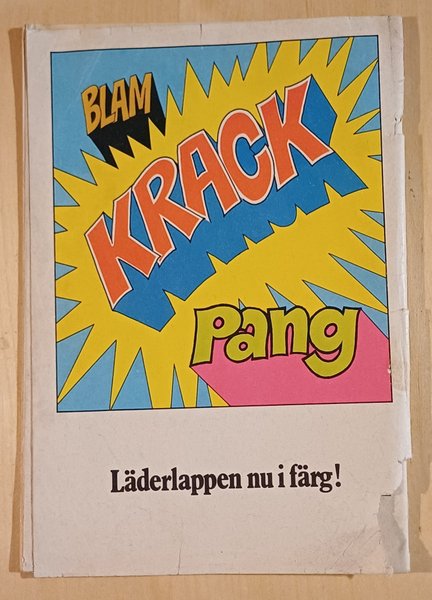 BLAM
KRACK
Pang
Läderlappen nu i färg!